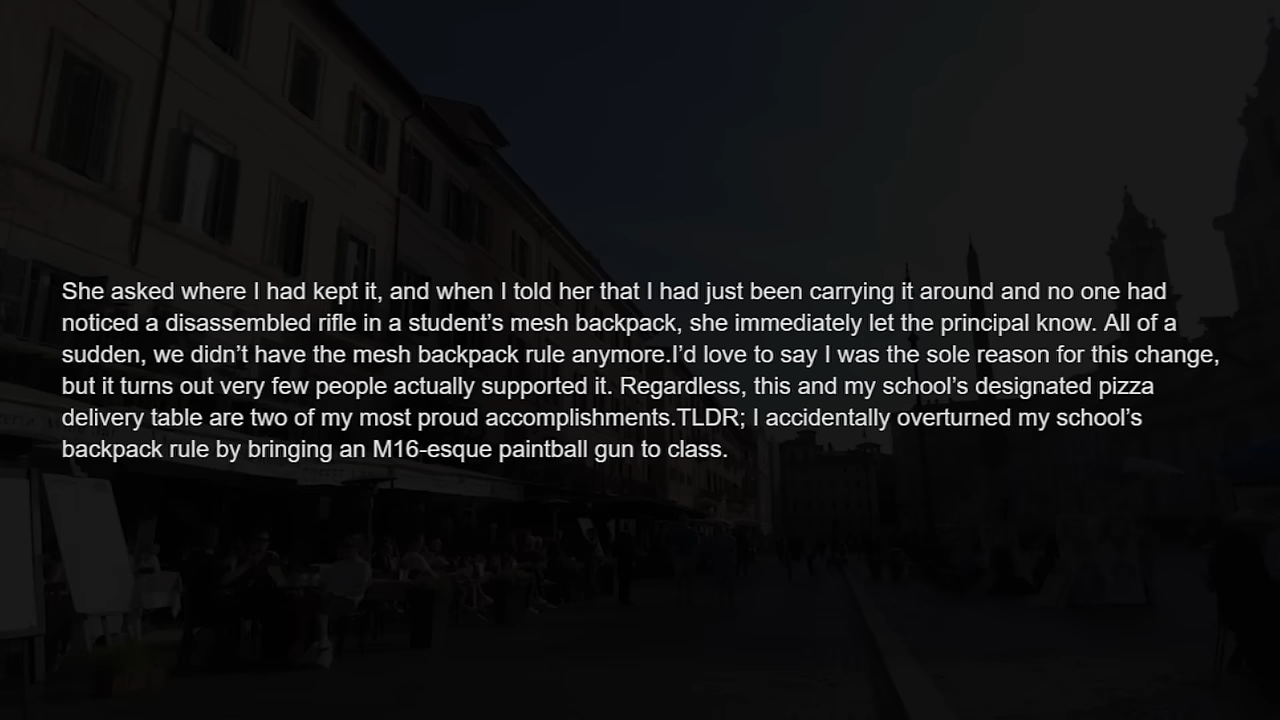 She asked where I had kept it, and when I told her that I had just been carrying it around and no one had
noticed a disassembled rifle in a student’s mesh backpack, she immediately let the principal know. All of a
sudden, we didn’t have the mesh backpack rule anymore.I’d love to say I was the sole reason for this change,
but it turns out very few people actually supported it. Regardless, this and my school’s designated pizza
delivery table are two of my most proud accomplishments.TLDR; I accidentally overturned my school’s
backpack rule by bringing an M16-esque paintball gun to class.